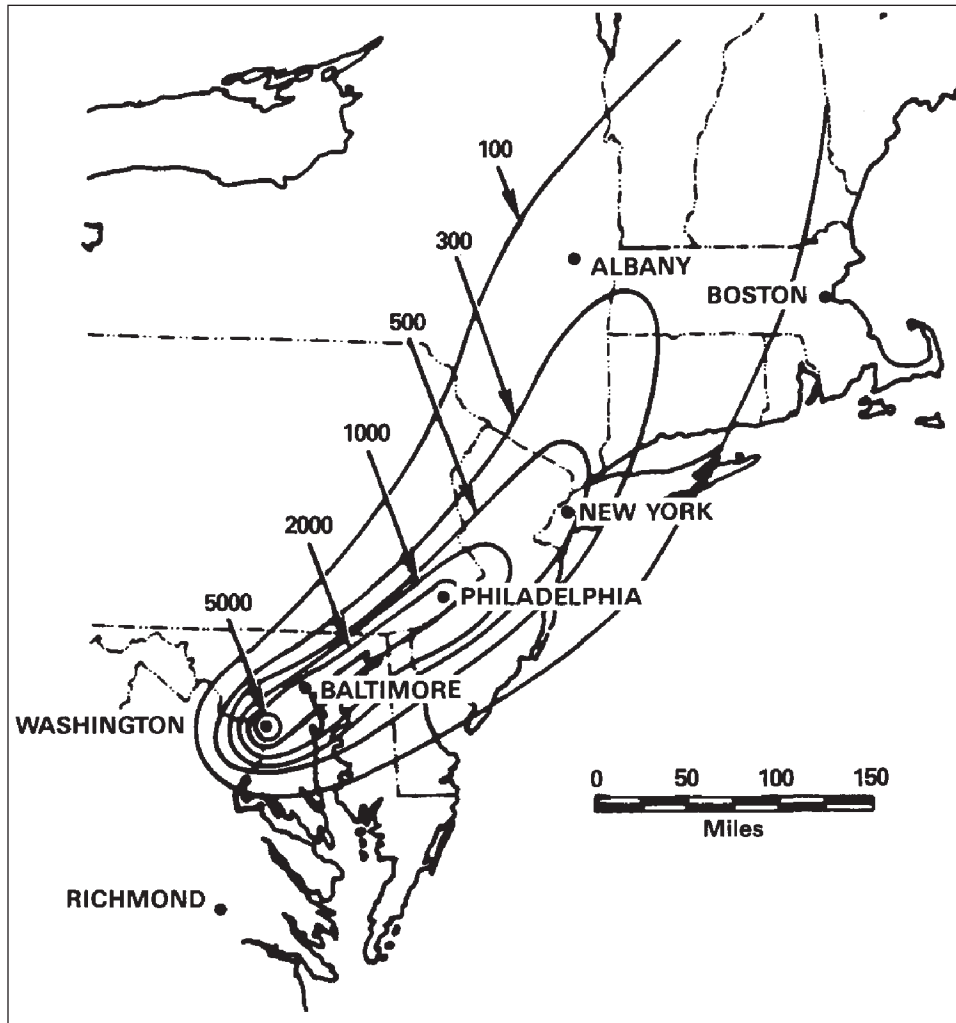 100
300
ALBANY
BOSTON
500
1000
NEW YORK
2000
PHILADELPHIA
5000
BALTIMORE
WASHINGTON
0 50 100 150
Miles
RICHMOND